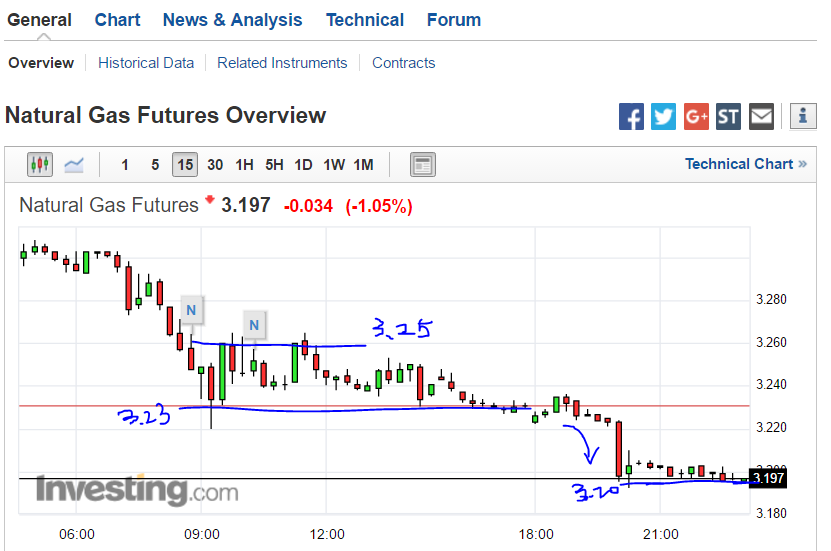 General Chart News & Analysis Technical Forum
Overview Historical Data Related Instruments Contracts
Natural Gas Futures Overview
f G+ ST i
1 5 15 30 1H 5H 1D 1W 1M Technical Chart »
Natural Gas Futures 3.197 -0.034 (-1.05%)
3.280
N
N 3.25
3.260
3.240
3.23
3.220
3.200
3.197
3.20
Investing.com
3.180
06:00 09:00 12:00 18:00 21:00